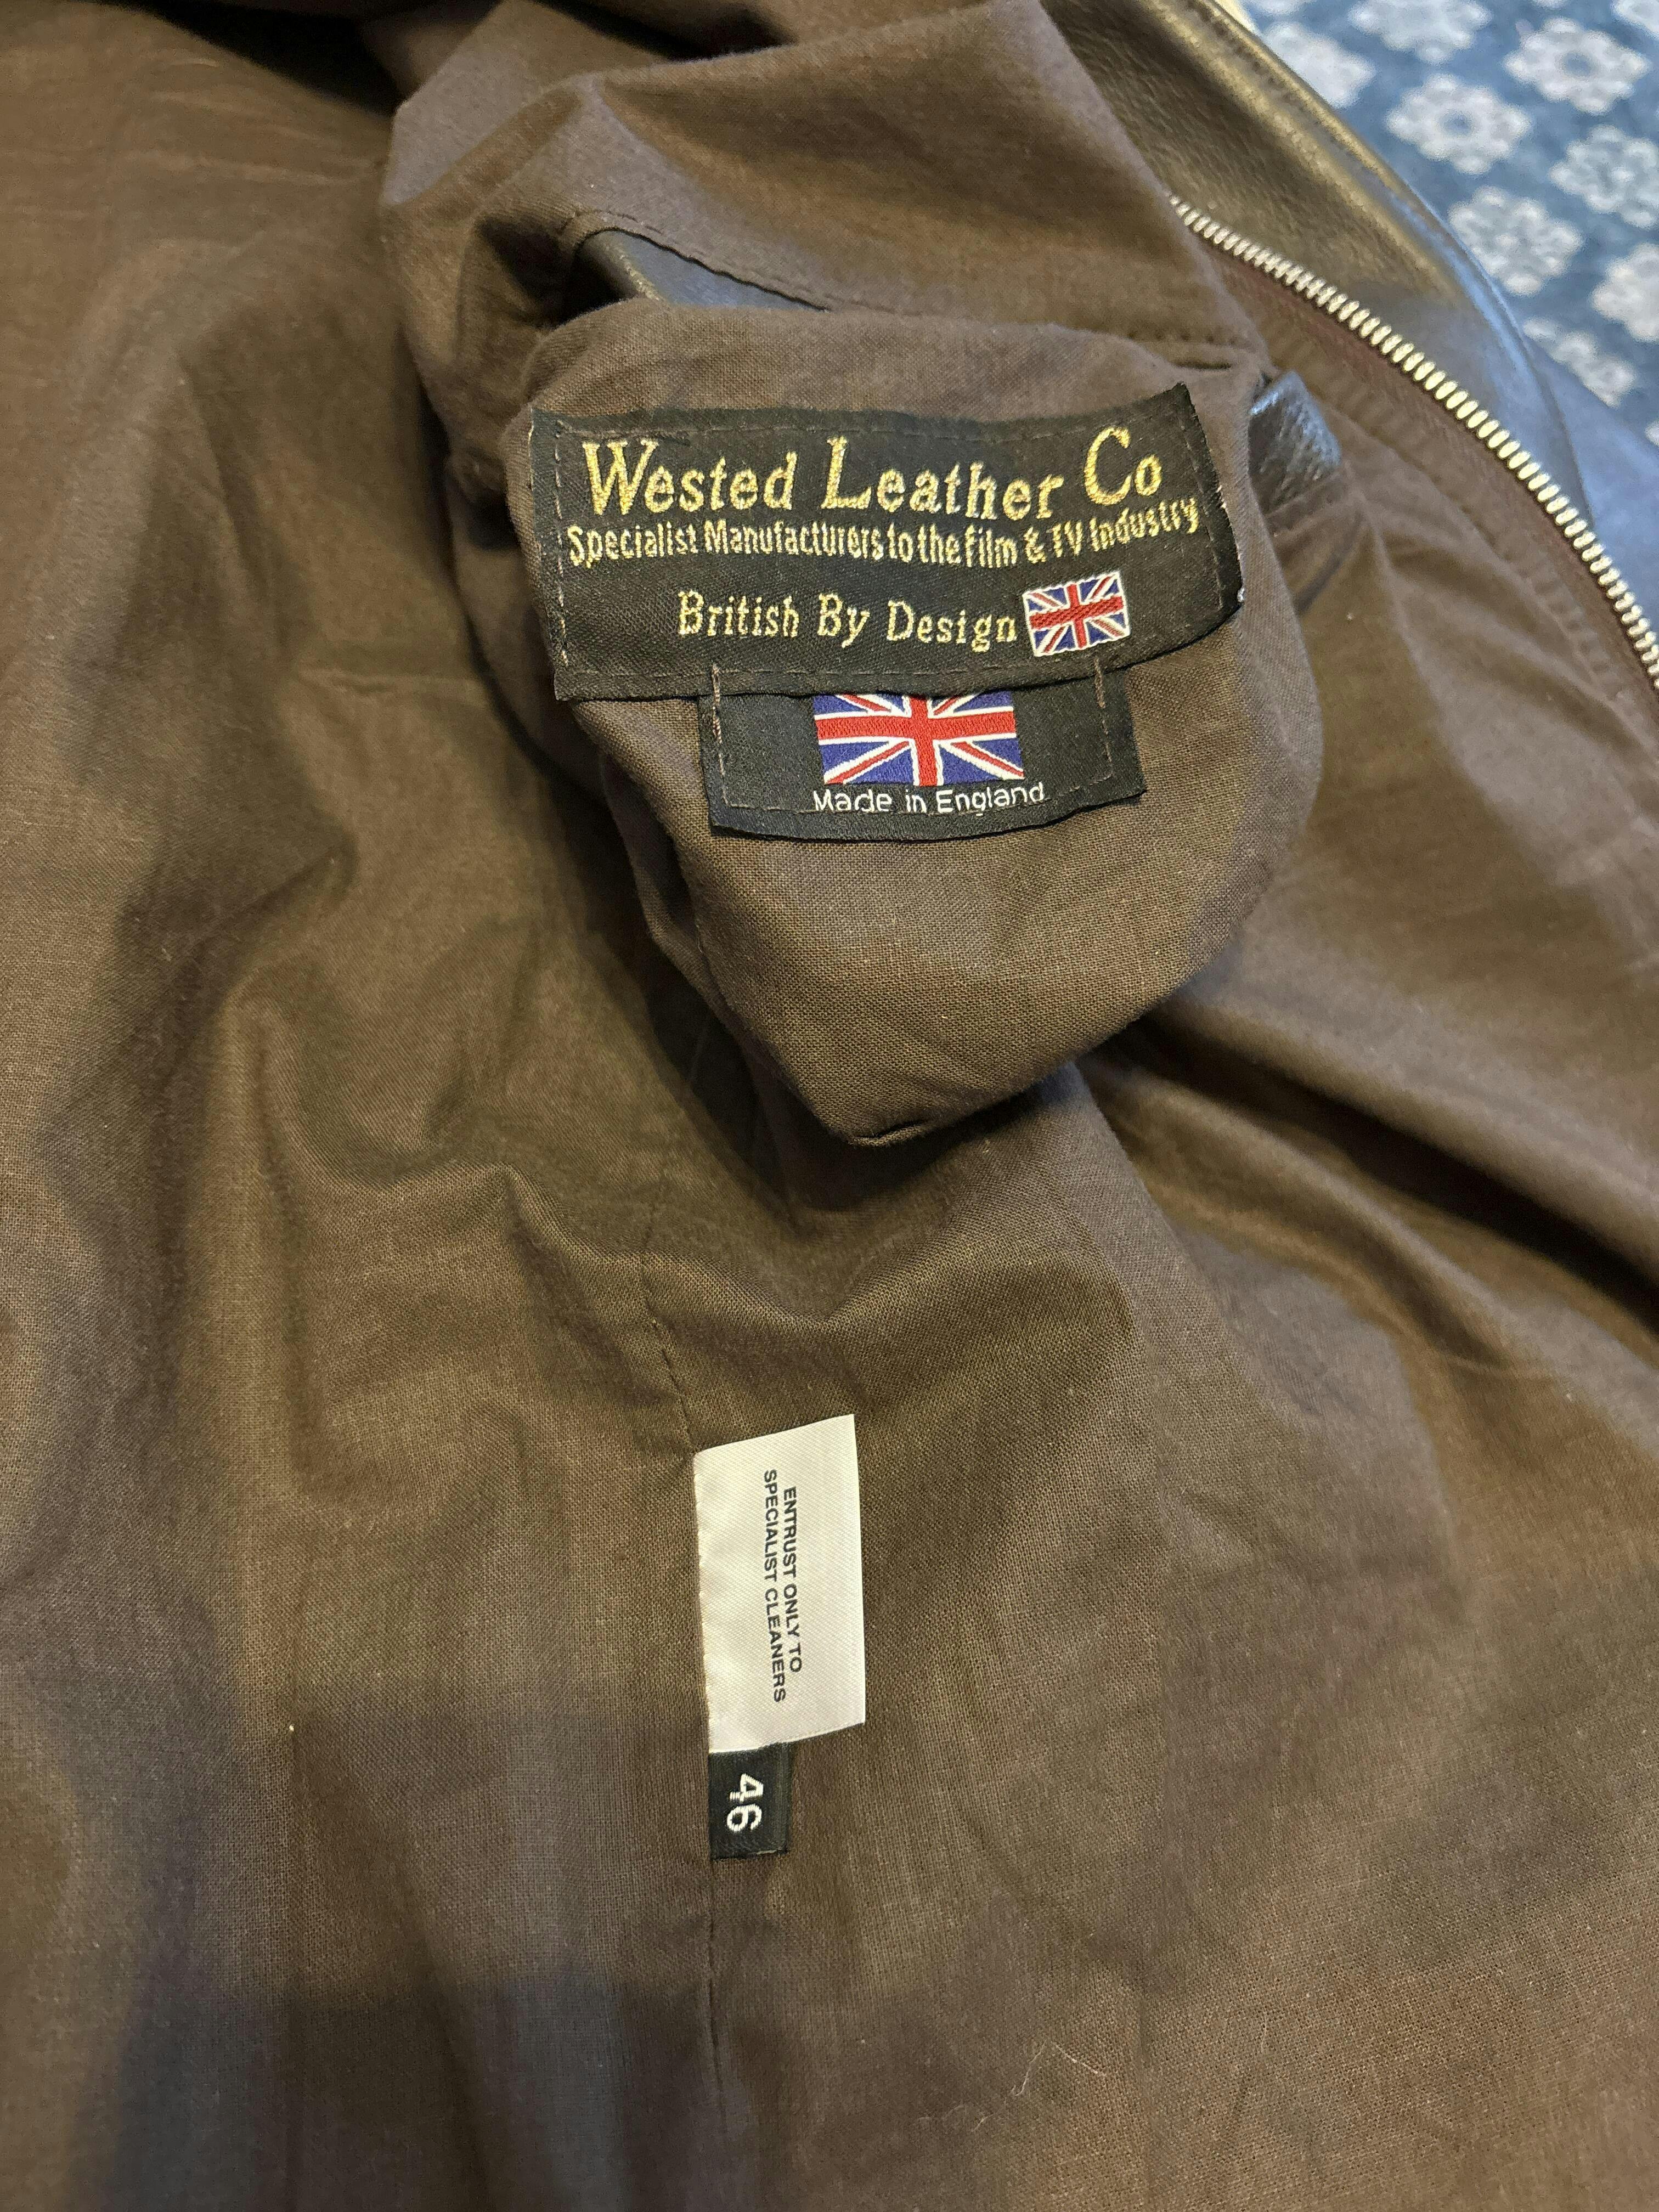 Wested Leather Co
Specialist Manufacturers to the Film & TV Industry
British By Design
Made in England
ENTRUST ONLY TO
SPECIALIST CLEANERS
46